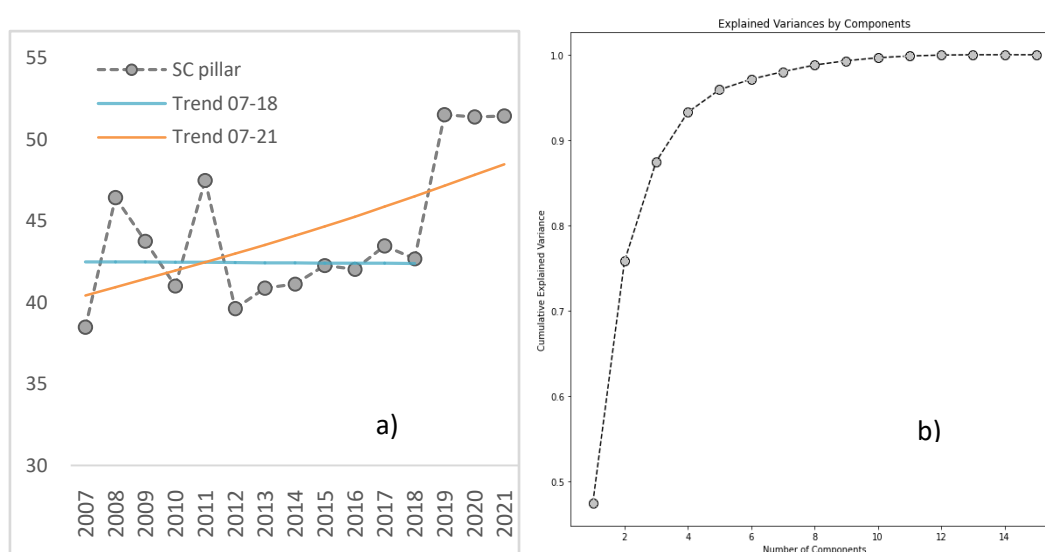 55
50
45
40
35
30
SC pillar
Trend 07-18
Trend 07-21
a)
2007 2008 2009 2010 2011 2012 2013 2014 2015 2016 2017 2018 2019 2020 2021
Explained Variances by Components
1.0
0.9
0.8
0.7
0.6
0.5
Cumulative Explained Variance
b)
2 4 6 8 10 12 14
Number of Components